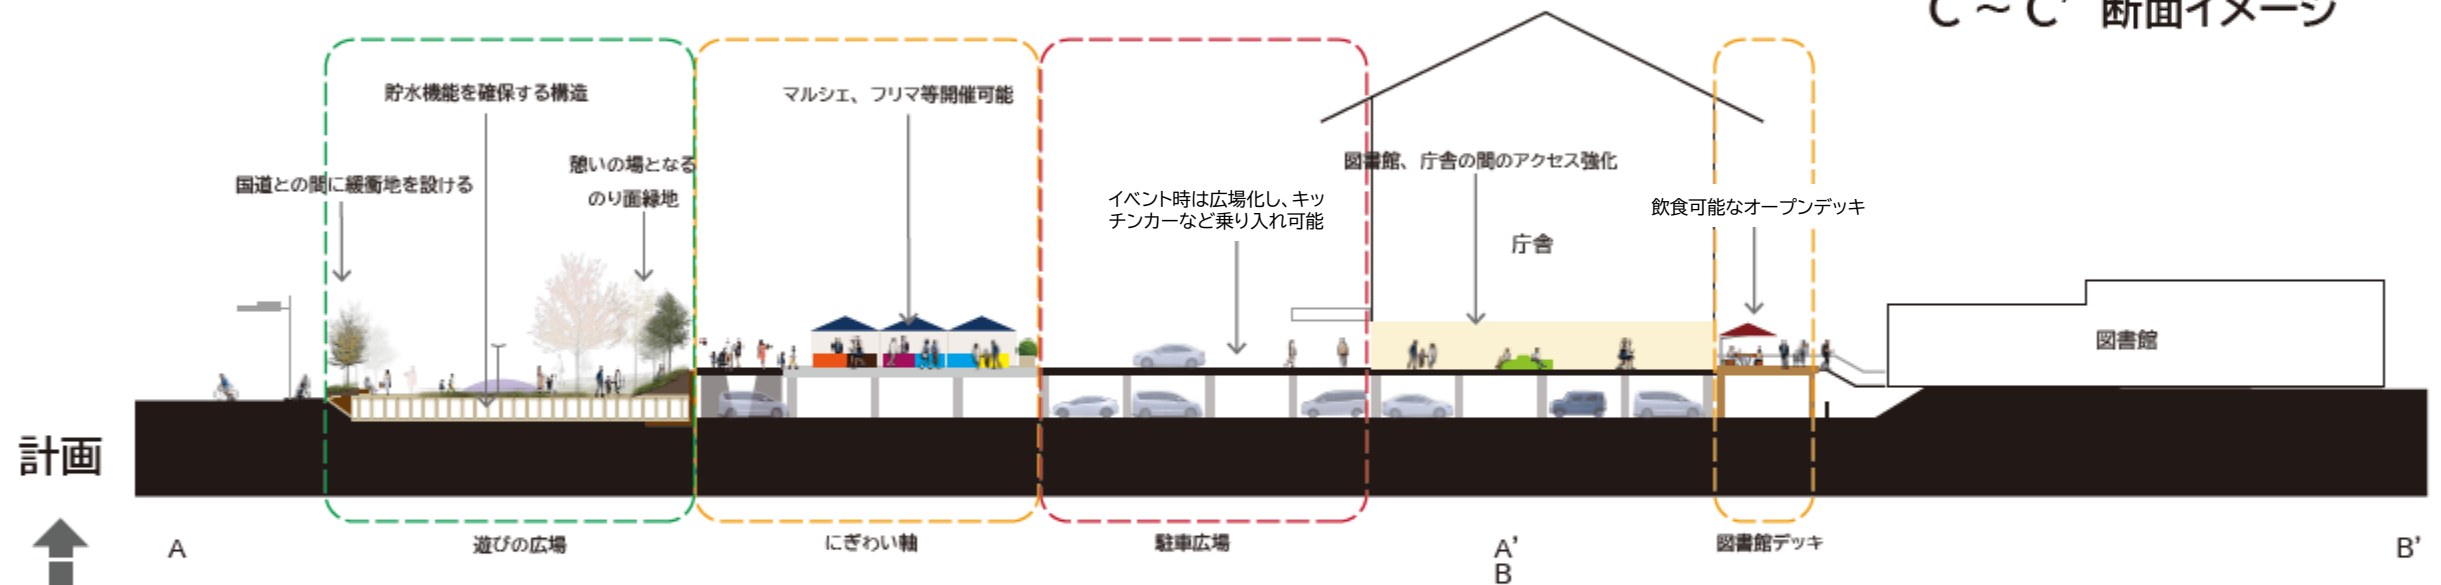 C ~ C’ 断面イメージ
貯水機能を確保する構造
マルシェ、フリマ等開催可能
国道との間に緩衝地を設ける
憩いの場となる
のり面緑地
イベント時は広場化し、キッ
チンカーなど乗り入れ可能
図書館、庁舎の間のアクセス強化
庁舎
飲食可能なオープンデッキ
図書館
計画
A
遊びの広場
にぎわい軸
駐車広場
A’
B
図書館デッキ
B’